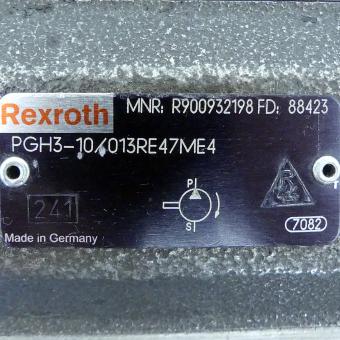 Rexroth MNR: R900932198 FD: 88423
PGH3-10/013RE47ME4
241
P
S
7082
Made in Germany